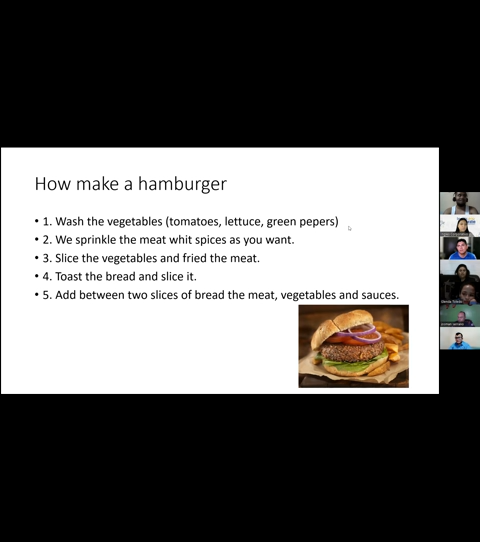 How make a hamburger
• 1. Wash the vegetables (tomatoes, lettuce, green pepers)
• 2. We sprinkle the meat whit spices as you want.
• 3. Slice the vegetables and fried the meat.
• 4. Toast the bread and slice it.
• 5. Add between two slices of bread the meat, vegetables and sauces.